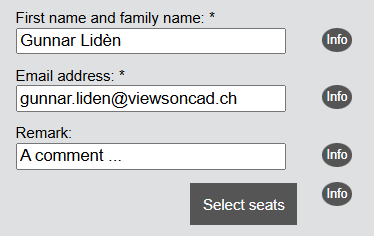 First name and family name: *
Gunnar Lidèn Info
Email address: *
gunnar.liden@viewsoncad.ch Info
Remark:
A comment ... Info
Select seats Info